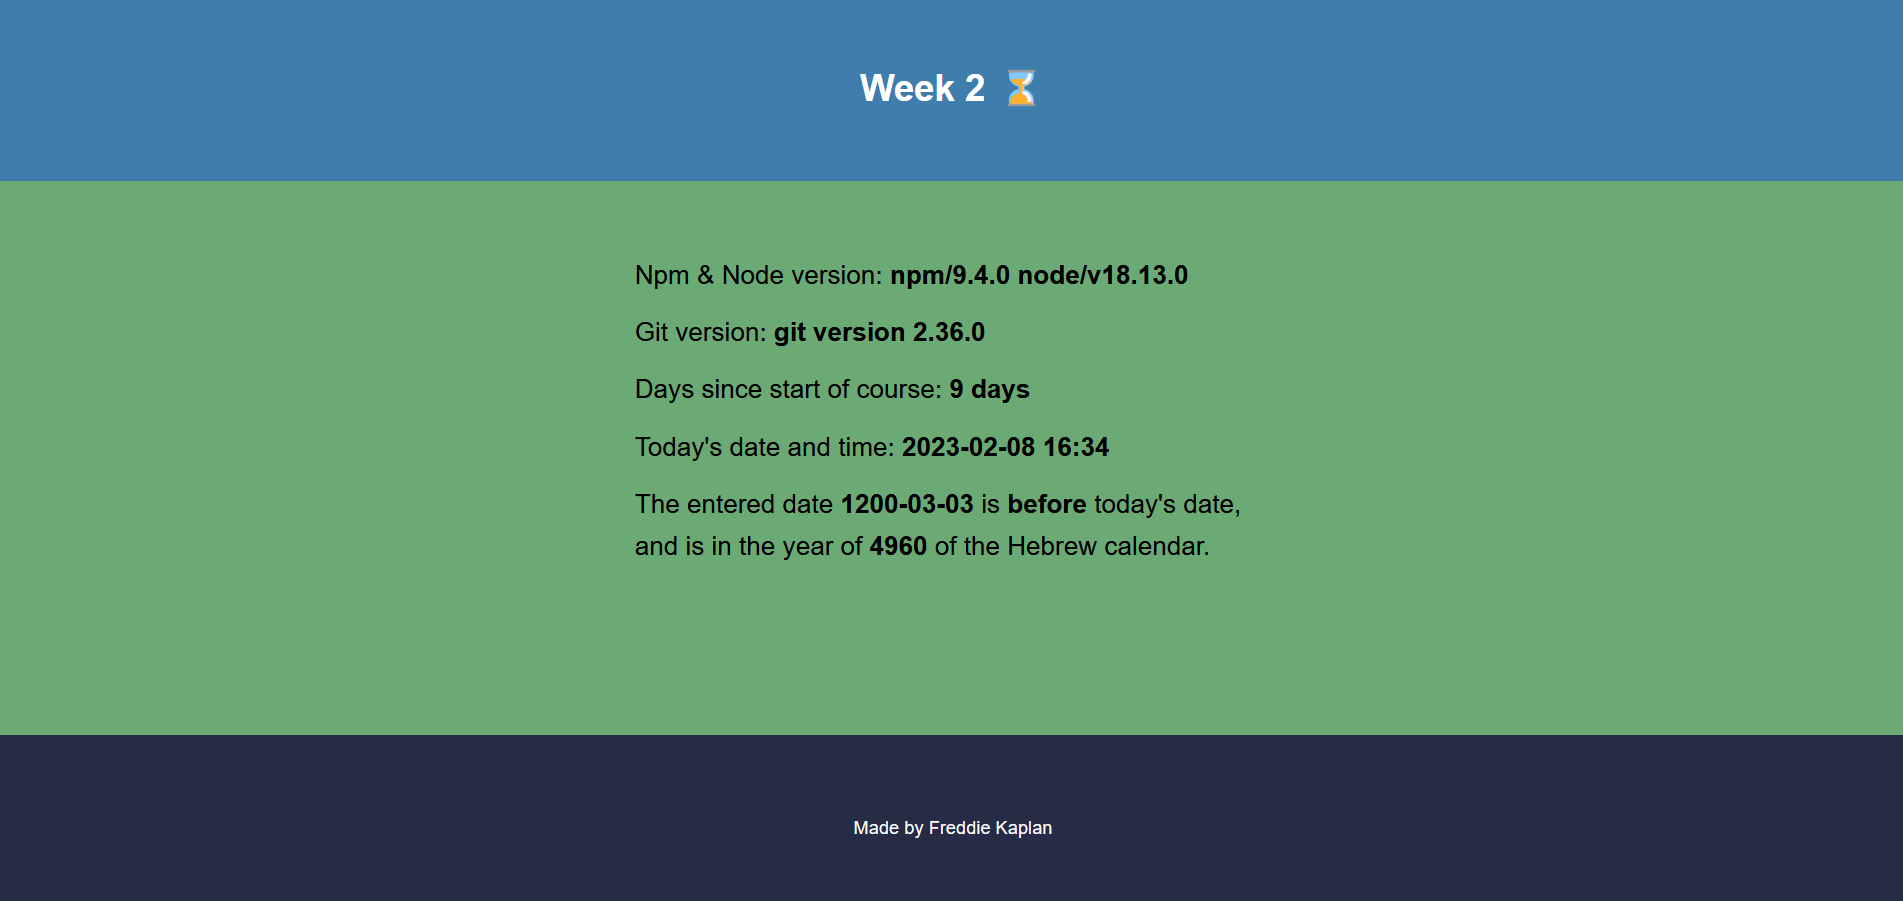 Week 2 ⏳
Npm & Node version: npm/9.4.0 node/v18.13.0
Git version: git version 2.36.0
Days since start of course: 9 days
Today's date and time: 2023-02-08 16:34
The entered date 1200-03-03 is before today's date,
and is in the year of 4960 of the Hebrew calendar.
Made by Freddie Kaplan